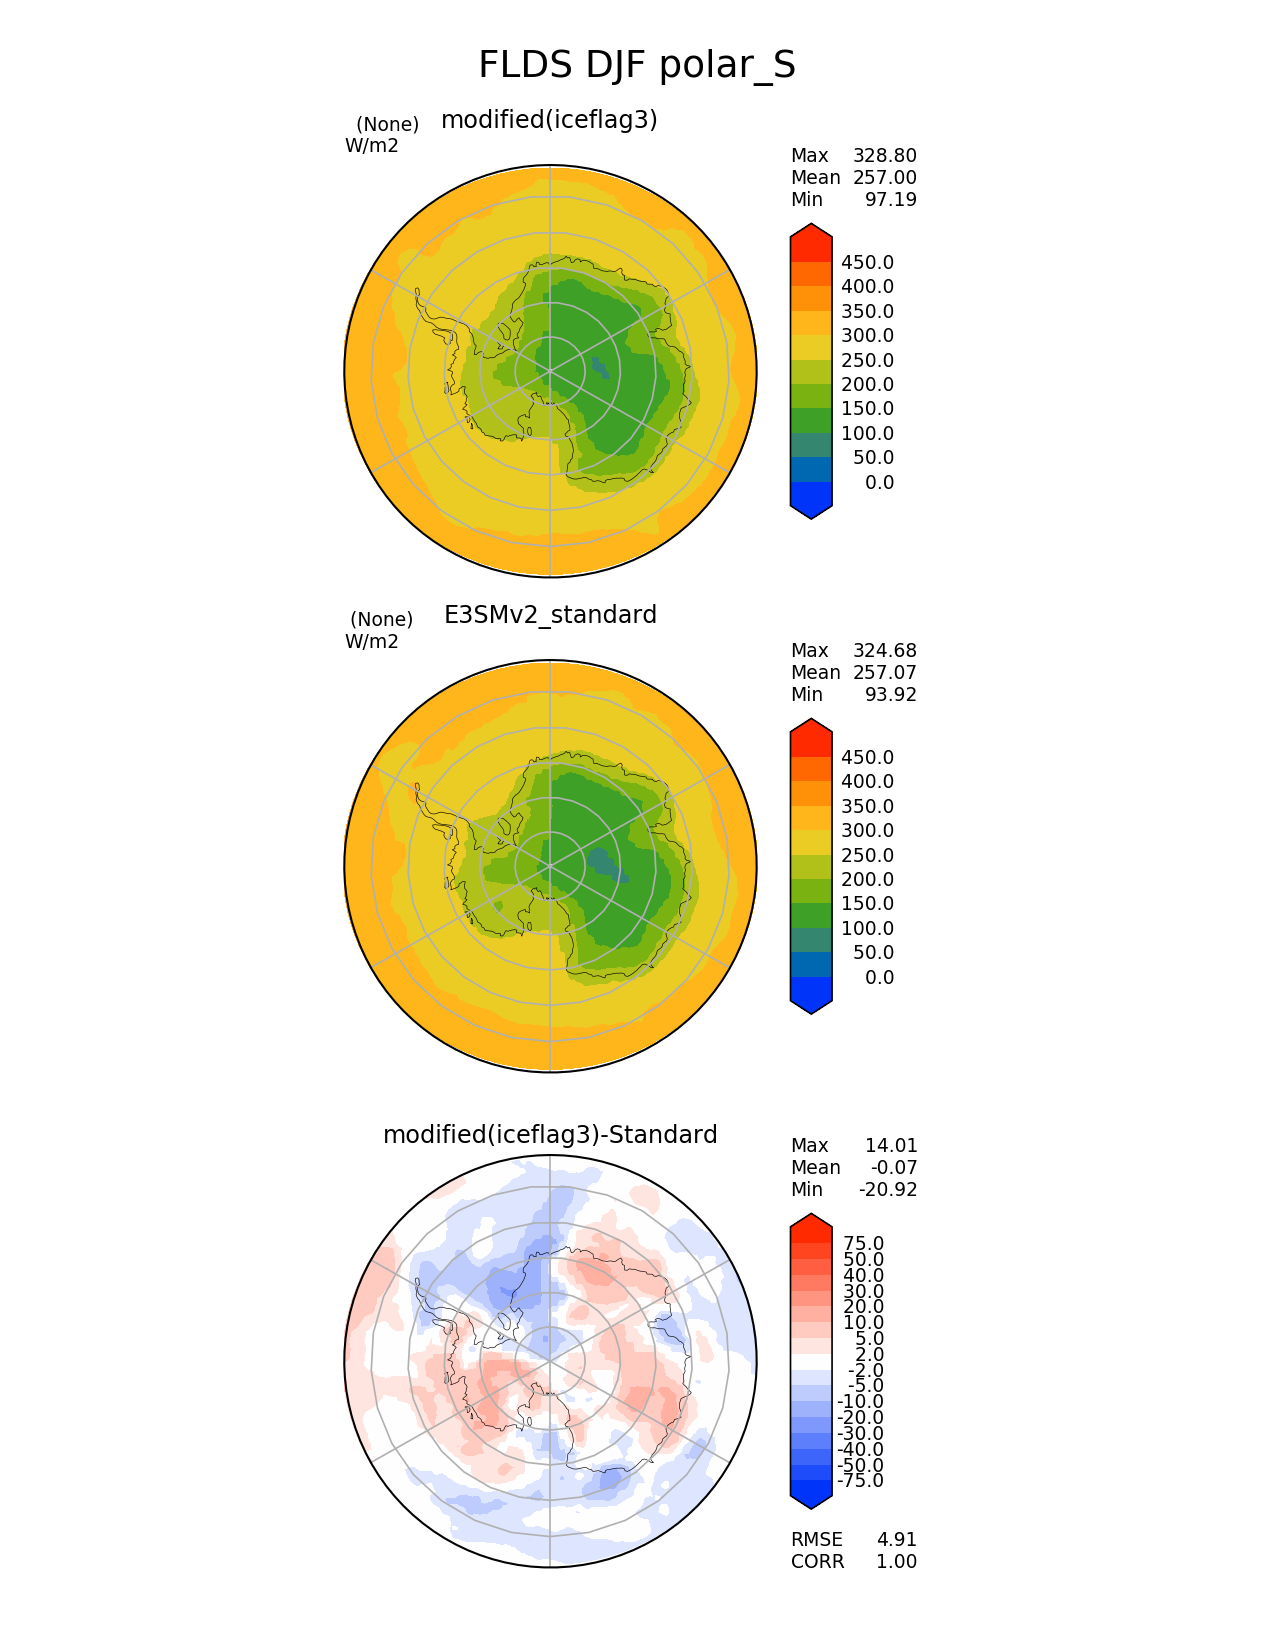 FLDS DJF polar_S
(None) modified(iceflag3)
W/m2
Max 328.80
Mean 257.00
Min 97.19
450.0
400.0
350.0
300.0
250.0
200.0
150.0
100.0
50.0
0.0
(None) E3SMv2_standard
W/m2
Max 324.68
Mean 257.07
Min 93.92
450.0
400.0
350.0
300.0
250.0
200.0
150.0
100.0
50.0
0.0
modified(iceflag3)-Standard
Max 14.01
Mean -0.07
Min -20.92
75.0
50.0
40.0
30.0
20.0
10.0
5.0
2.0
-2.0
-5.0
-10.0
-20.0
-30.0
-40.0
-50.0
-75.0
RMSE 4.91
CORR 1.00